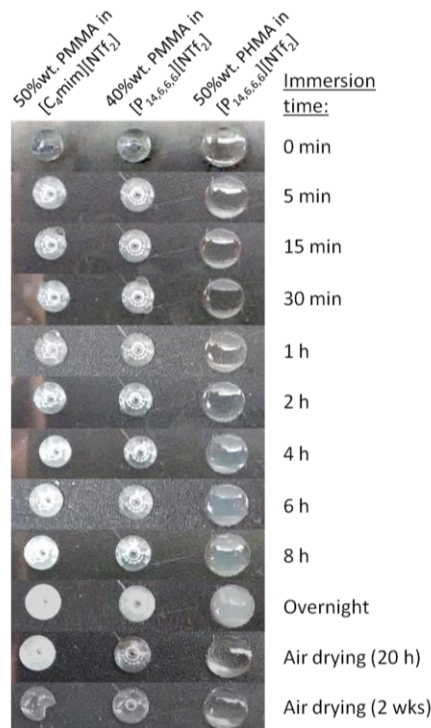 50%wt. PMMA in
[C₄mim][NTf₂]
40%wt. PMMA in
[P₁₄,₆,₆,₆][NTf₂]
50%wt. PHMA in
[P₁₄,₆,₆,₆][NTf₂]
Immersion
time:
0 min
5 min
15 min
30 min
1 h
2 h
4 h
6 h
8 h
Overnight
Air drying (20 h)
Air drying (2 wks)